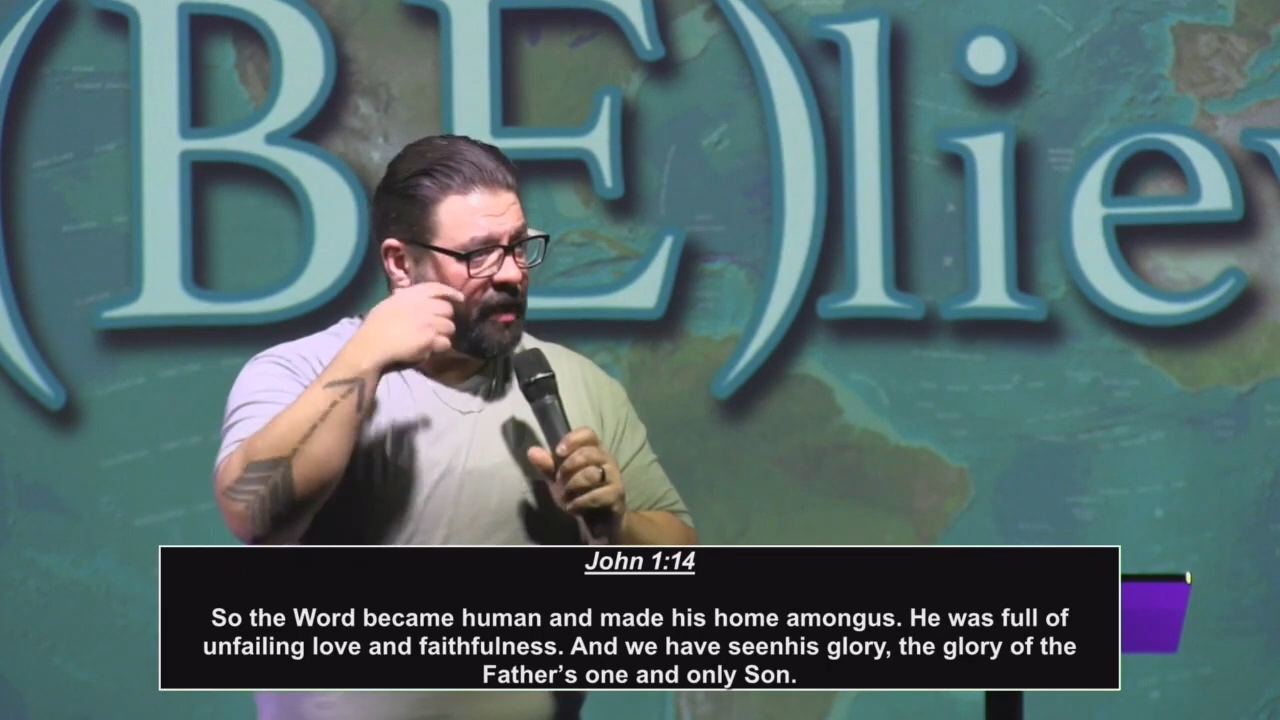 (BE)liev
John 1:14
So the Word became human and made his home amongus. He was full of
unfailing love and faithfulness. And we have seenhis glory, the glory of the
Father’s one and only Son.